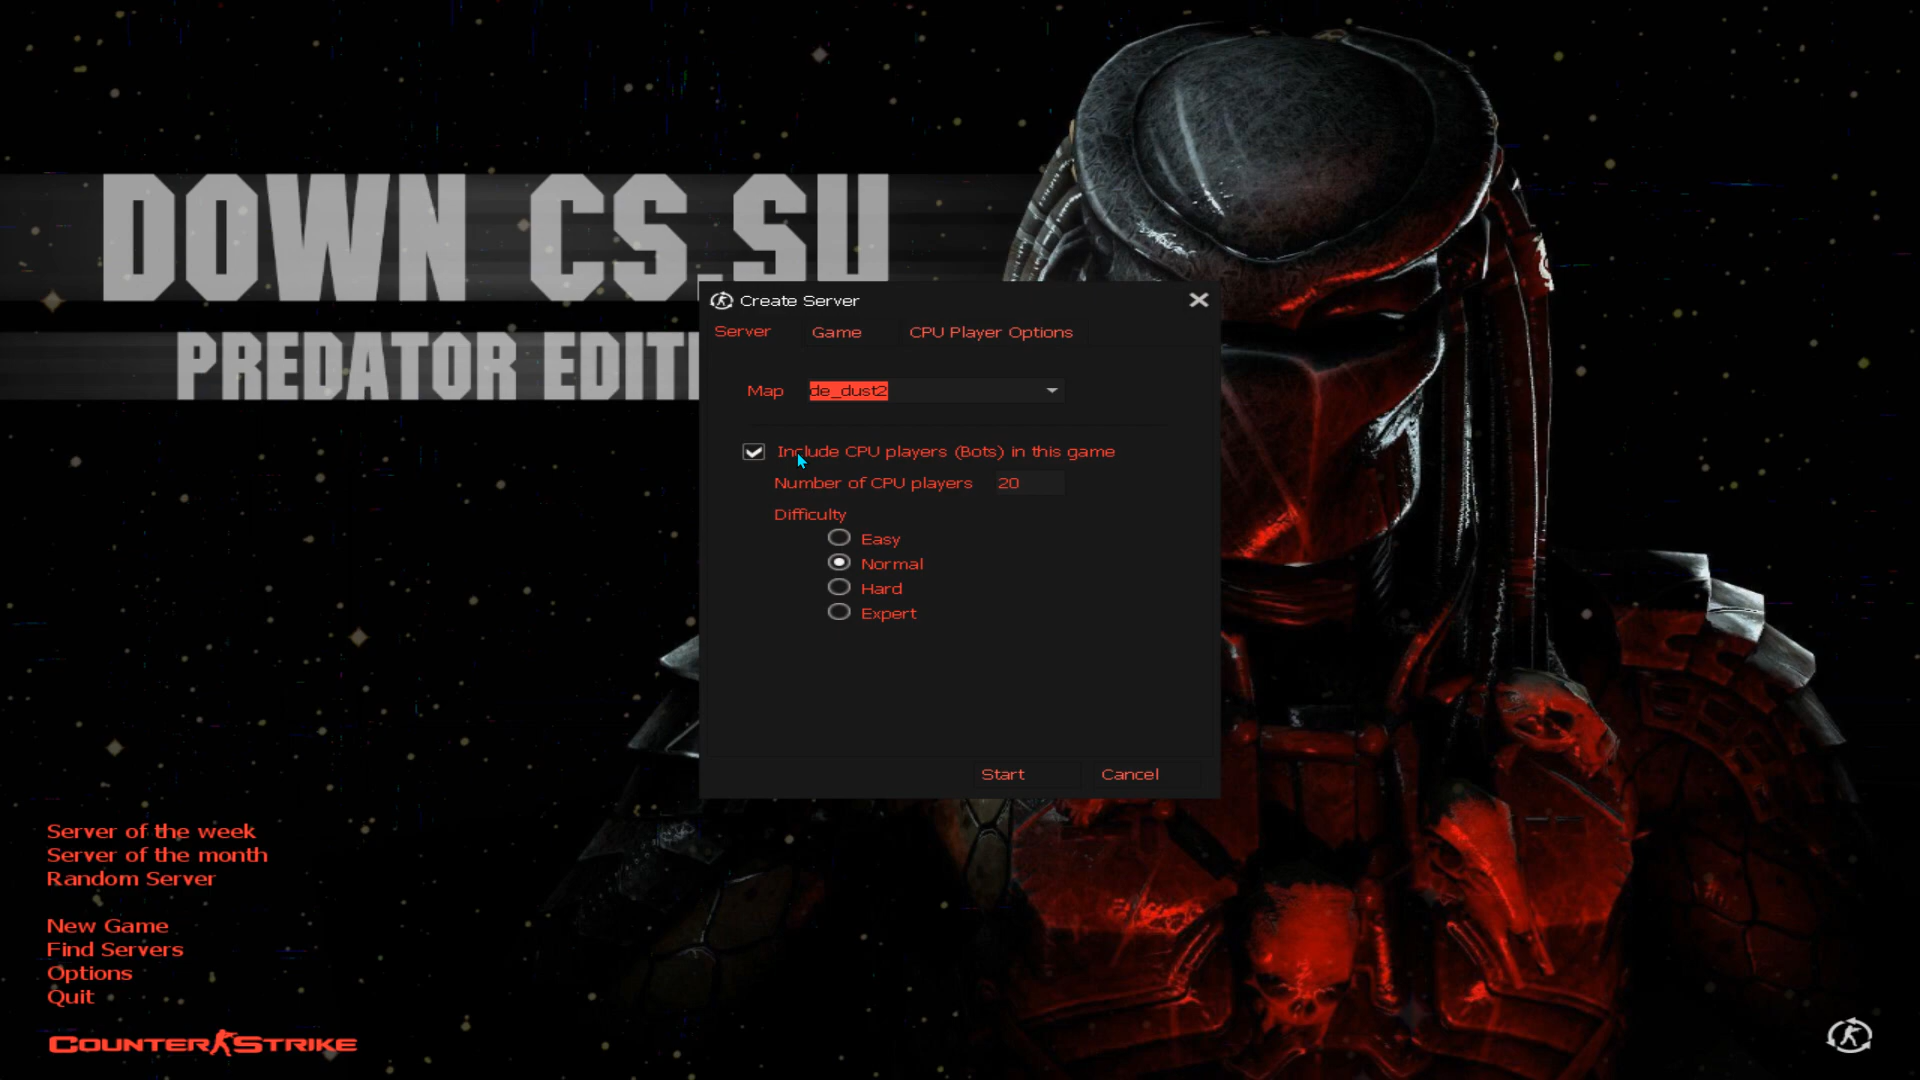 DOWN CS.SU
PREDATOR EDITI
Create Server
Server Game CPU Player Options
Map de_dust2
Include CPU players (Bots) in this game
Number of CPU players 20
Difficulty
Easy
Normal
Hard
Expert
Start Cancel
Server of the week
Server of the month
Random Server
New Game
Find Servers
Options
Quit
COUNTER STRIKE